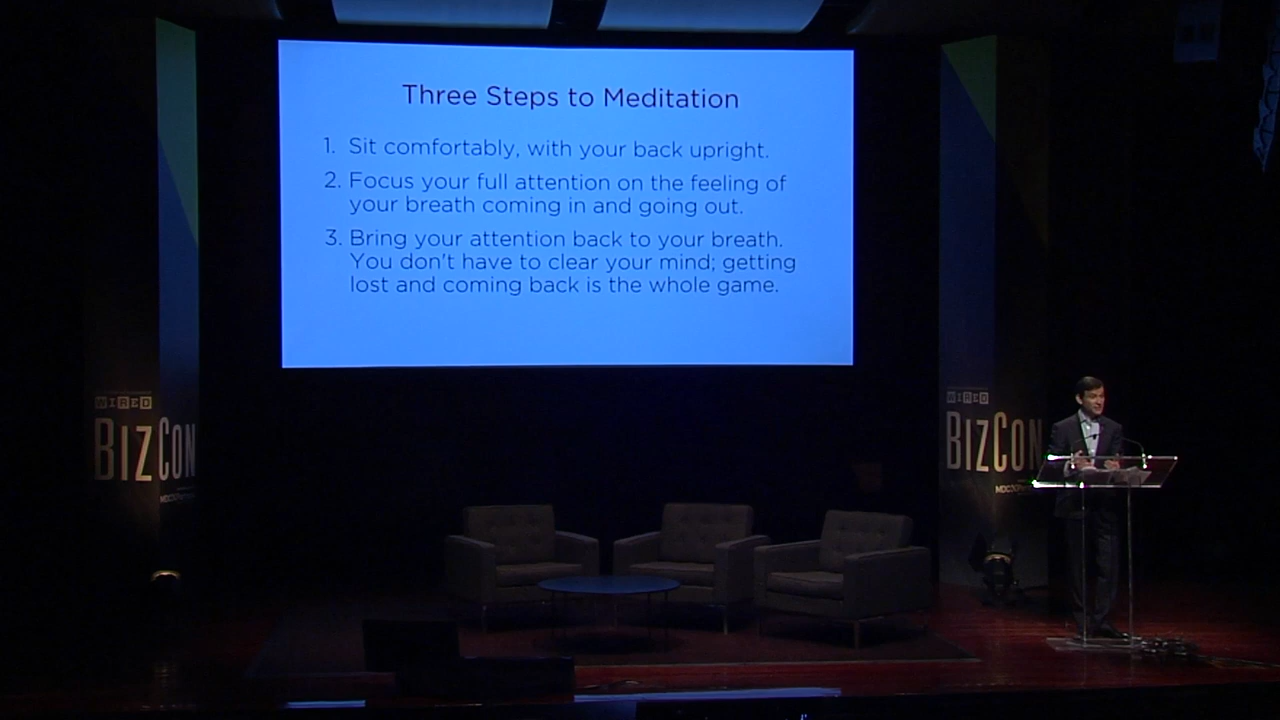 Three Steps to Meditation
1. Sit comfortably, with your back upright.
2. Focus your full attention on the feeling of
your breath coming in and going out.
3. Bring your attention back to your breath.
You don't have to clear your mind; getting
lost and coming back is the whole game.
WIRED
BIZCON
WIRED
BIZCON